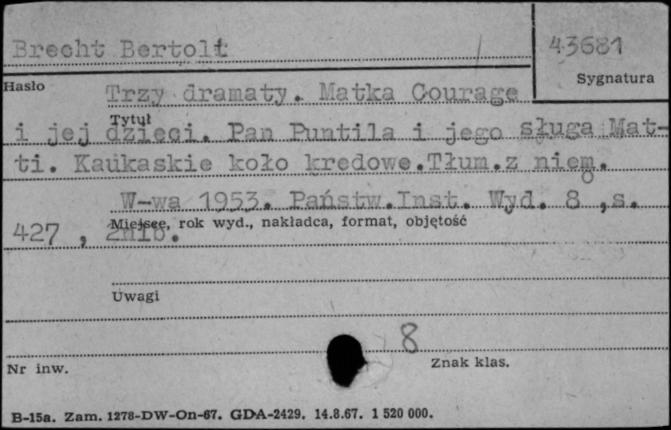 Brecht Bertolt
43681
Hasło
Sygnatura
Trzy dramaty. Matka Courage
Tytuł
i jej dzieci. Pan Puntila i jego sługa Mat-
ti. Kaukaskie koło kredowe.Tłum.z niem.
W-wa 1953. Państw.Inst. Wyd. 8°,s.
Miejsce, rok wyd., nakładca, format, objętość
427 , 2nlb.
Uwagi
8
Nr inw.
Znak klas.
B-15a. Zam. 1278-DW-On-67. GDA-2429. 14.8.67. 1 520 000.